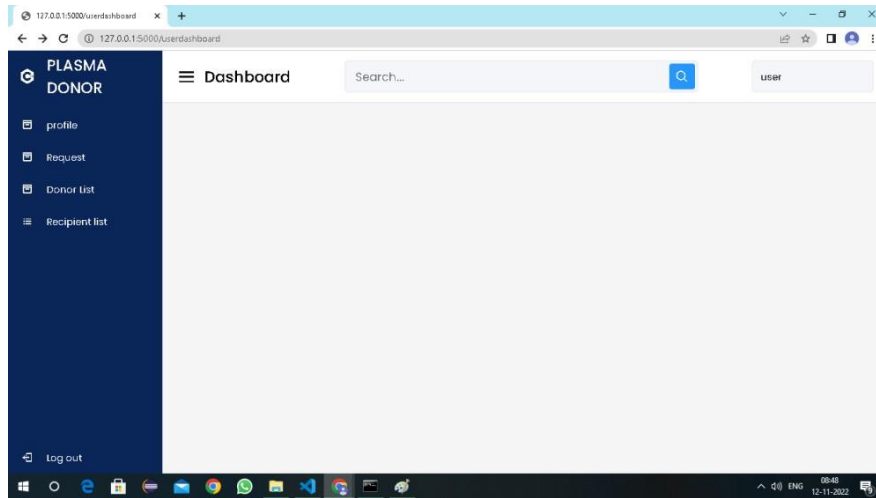 127.0.0.1:5000/userdashboard
127.0.0.1:5000/userdashboard
PLASMA
DONOR
Dashboard
Search...
user
profile
Request
Donor List
Recipient list
Log out
ENG
08:48
12-11-2022